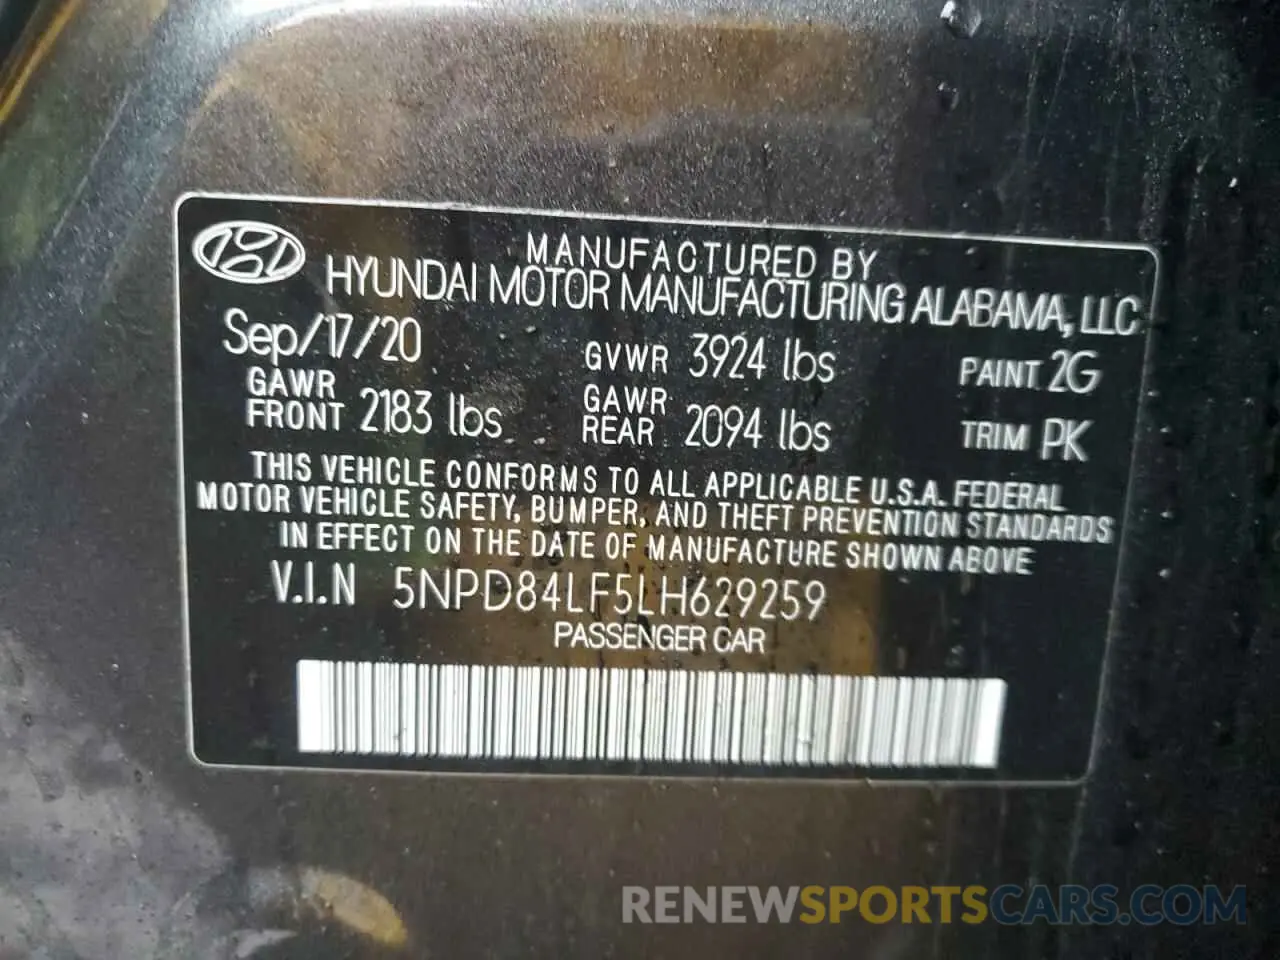 MANUFACTURED BY
HYUNDAI MOTOR MANUFACTURING ALABAMA, LLC
Sep/17/20 GVWR 3924 lbs PAINT 2G
GAWR FRONT 2183 lbs GAWR REAR 2094 lbs TRIM PK
THIS VEHICLE CONFORMS TO ALL APPLICABLE U.S.A. FEDERAL
MOTOR VEHICLE SAFETY, BUMPER, AND THEFT PREVENTION STANDARDS
IN EFFECT ON THE DATE OF MANUFACTURE SHOWN ABOVE
V.I.N 5NPD84LF5LH629259
PASSENGER CAR
RENEWSPORTSCARS.COM